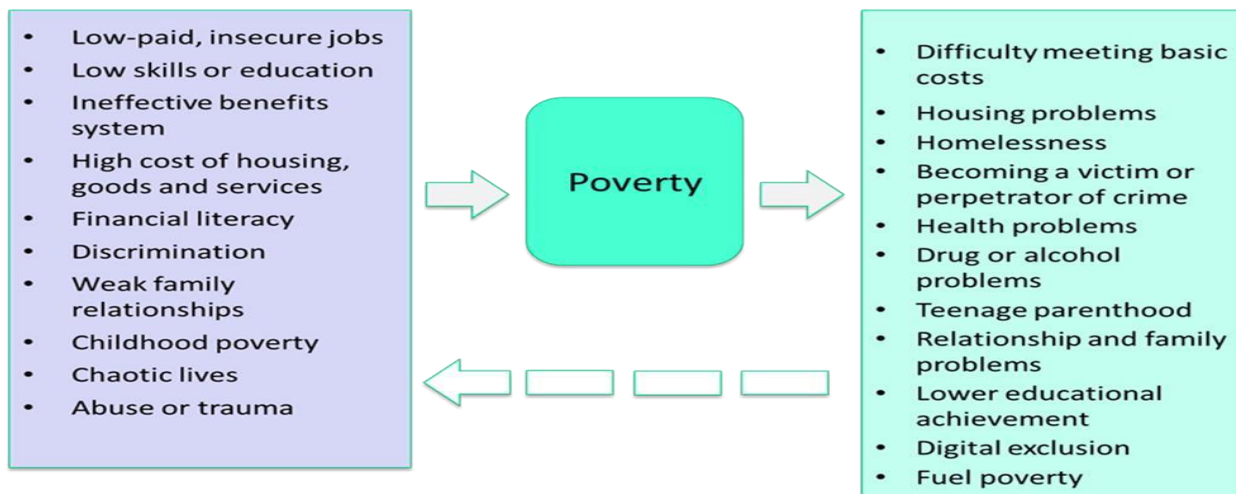 • Low-paid, insecure jobs
• Low skills or education
• Ineffective benefits
system
• High cost of housing,
goods and services
• Financial literacy
• Discrimination
• Weak family
relationships
• Childhood poverty
• Chaotic lives
• Abuse or trauma
Poverty
• Difficulty meeting basic
costs
• Housing problems
• Homelessness
• Becoming a victim or
perpetrator of crime
• Health problems
• Drug or alcohol
problems
• Teenage parenthood
• Relationship and family
problems
• Lower educational
achievement
• Digital exclusion
• Fuel poverty